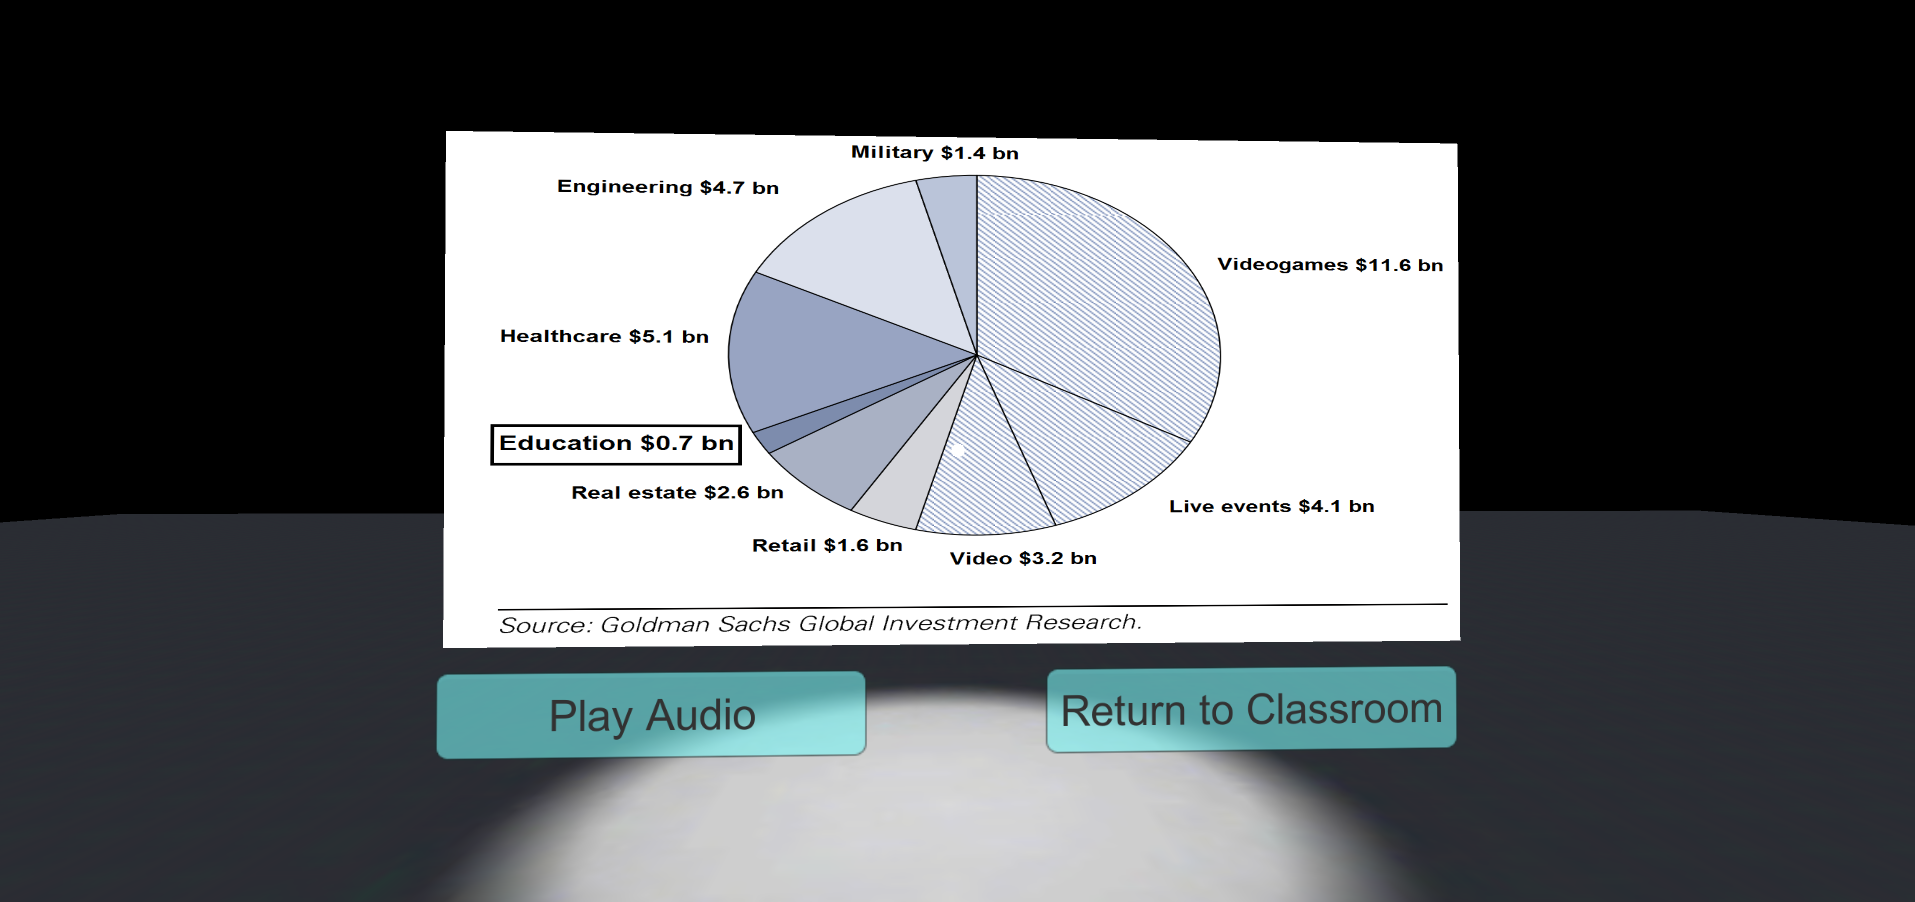 Military $1.4 bn
Engineering $4.7 bn
Videogames $11.6 bn
Healthcare $5.1 bn
Education $0.7 bn
Real estate $2.6 bn
Live events $4.1 bn
Retail $1.6 bn
Video $3.2 bn
Source: Goldman Sachs Global Investment Research.
Play Audio
Return to Classroom